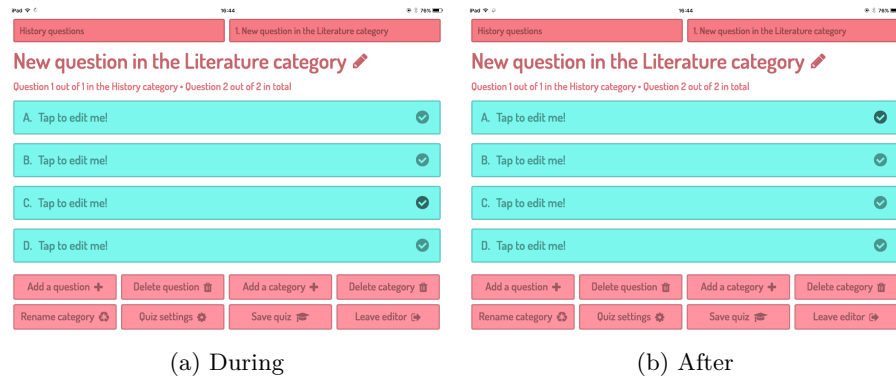 iPad 16:44 76%
History questions 1. New question in the Literature category
New question in the Literature category
Question 1 out of 1 in the History category • Question 2 out of 2 in total
A. Tap to edit me!
B. Tap to edit me!
C. Tap to edit me!
D. Tap to edit me!
Add a question Delete question Add a category Delete category
Rename category Quiz settings Save quiz Leave editor
(a) During
iPad 16:44 76%
History questions 1. New question in the Literature category
New question in the Literature category
Question 1 out of 1 in the History category • Question 2 out of 2 in total
A. Tap to edit me!
B. Tap to edit me!
C. Tap to edit me!
D. Tap to edit me!
Add a question Delete question Add a category Delete category
Rename category Quiz settings Save quiz Leave editor
(b) After